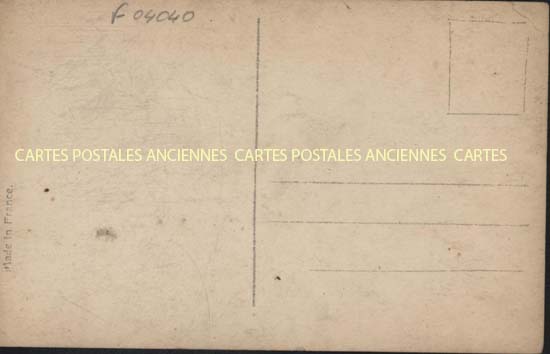 f 04040
CARTES POSTALES ANCIENNES CARTES POSTALES ANCIENNES CARTES
Made in France.